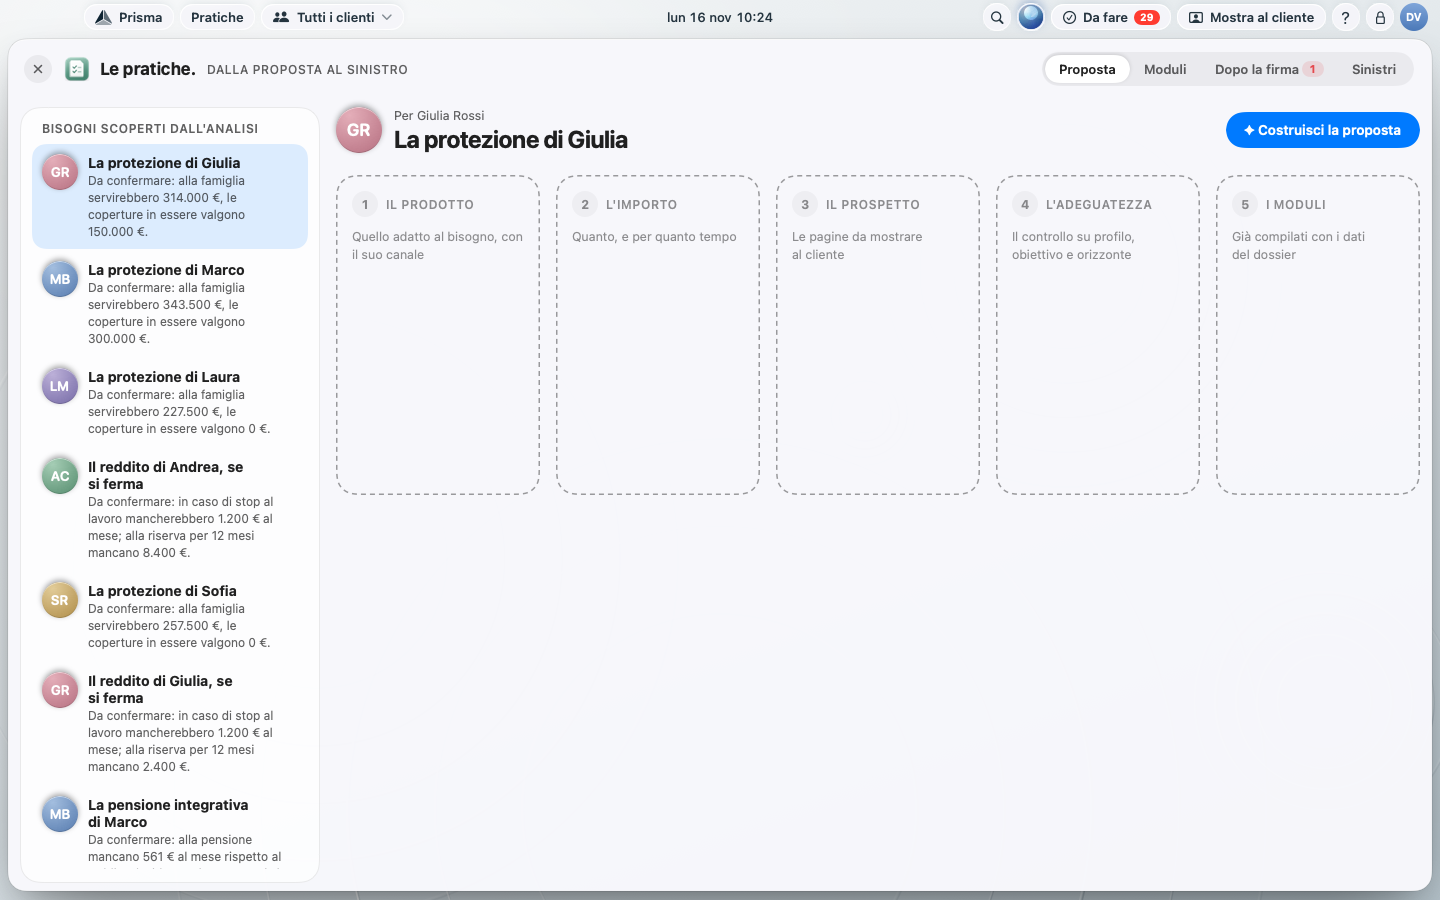 Prisma
Pratiche
Tutti i clienti
lun 16 nov 10:24
Da fare 29
Mostra al cliente
?
DV
Le pratiche. DALLA PROPOSTA AL SINISTRO
Proposta
Moduli
Dopo la firma 1
Sinistri
BISOGNI SCOPERTI DALL'ANALISI
GR
La protezione di Giulia
Da confermare: alla famiglia
servirebbero 314.000 €, le
coperture in essere valgono
150.000 €.
MB
La protezione di Marco
Da confermare: alla famiglia
servirebbero 343.500 €, le
coperture in essere valgono
300.000 €.
LM
La protezione di Laura
Da confermare: alla famiglia
servirebbero 227.500 €, le
coperture in essere valgono 0 €.
AC
Il reddito di Andrea, se
si ferma
Da confermare: in caso di stop al
lavoro mancherebbero 1.200 € al
mese; alla riserva per 12 mesi
mancano 8.400 €.
SR
La protezione di Sofia
Da confermare: alla famiglia
servirebbero 257.500 €, le
coperture in essere valgono 0 €.
GR
Il reddito di Giulia, se
si ferma
Da confermare: in caso di stop al
lavoro mancherebbero 1.200 € al
mese; alla riserva per 12 mesi
mancano 2.400 €.
MB
La pensione integrativa
di Marco
Da confermare: alla pensione
mancano 561 € al mese rispetto al
GR
Per Giulia Rossi
La protezione di Giulia
Costruisci la proposta
1 IL PRODOTTO
Quello adatto al bisogno, con
il suo canale
2 L'IMPORTO
Quanto, e per quanto tempo
3 IL PROSPETTO
Le pagine da mostrare
al cliente
4 L'ADEGUATEZZA
Il controllo su profilo,
obiettivo e orizzonte
5 I MODULI
Già compilati con i dati
del dossier